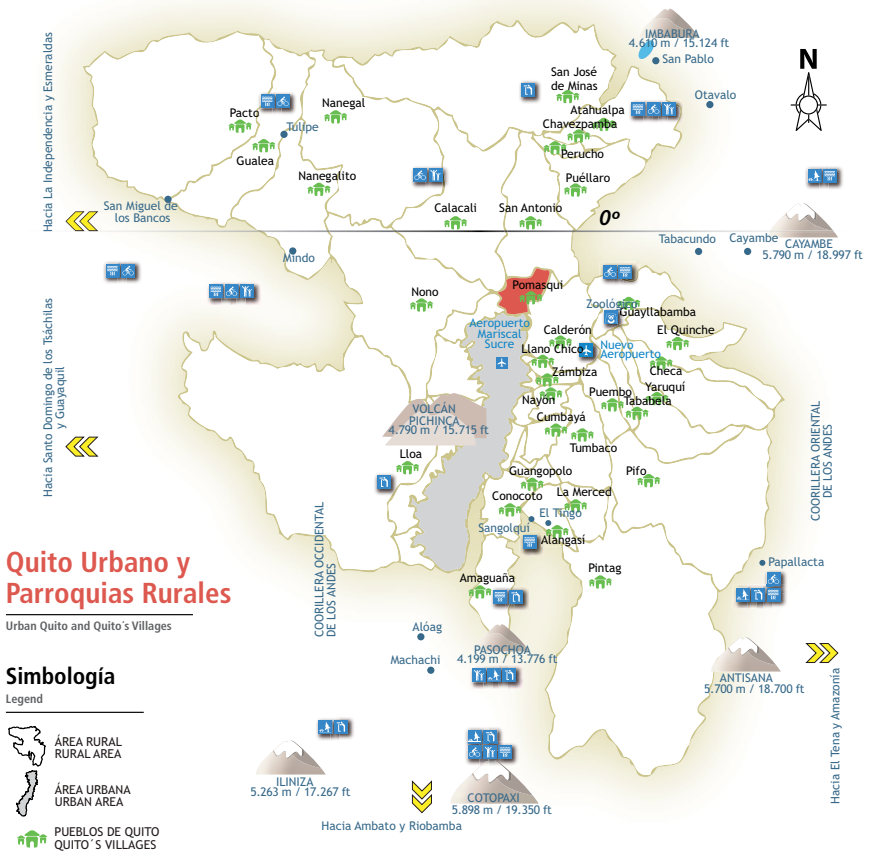 IMBABURA
4.610 m / 15.124 ft
San Pablo
Otavalo
N
Hacia La Independencia y Esmeraldas
San José
de Minas
Atahualpa
Chavezpamba
Perucho
Puéllaro
Nanegal
Pacto
Tulipe
Gualea
Nanegalito
San Miguel de
los Bancos
Calacali
San Antonio
0º
Tabacundo
Cayambe
CAYAMBE
5.790 m / 18.997 ft
Mindo
Nono
Pomasqui
Zoológico
Guayllabamba
Aeropuerto
Mariscal
Sucre
Calderón
El Quinche
Llano Chico
Nuevo
Aeropuerto
Checa
Zámbiza
Yaruquí
Nayón
Puembo
Tababela
Hacia Santo Domingo de los Tsáchilas
y Guayaquil
VOLCÁN
PICHINCA
4.790 m / 15.715 ft
Cumbayá
Tumbaco
Lloa
Guangopolo
Pifo
Conocoto
La Merced
El Tingo
Sangolquí
Alangasí
COORILLERA ORIENTAL
DE LOS ANDES
Papallacta
COORILLERA OCCIDENTAL
DE LOS ANDES
Amaguaña
Pintag
Quito Urbano y
Parroquias Rurales
Urban Quito and Quito´s Villages
Alóag
Machachi
PASOCHOA
4.199 m / 13.776 ft
ANTISANA
5.700 m / 18.700 ft
Hacia El Tena y Amazonía
Simbología
Legend
ÁREA RURAL
RURAL AREA
ÁREA URBANA
URBAN AREA
PUEBLOS DE QUITO
QUITO´S VILLAGES
ILINIZA
5.263 m / 17.267 ft
COTOPAXI
5.898 m / 19.350 ft
Hacia Ambato y Riobamba